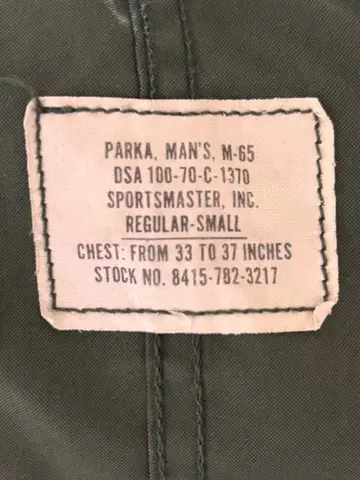 PARKA, MAN'S, M-65
DSA 100-70-C-1370
SPORTSMASTER, INC.
REGULAR-SMALL
CHEST: FROM 33 TO 37 INCHES
STOCK NO. 8415-782-3217